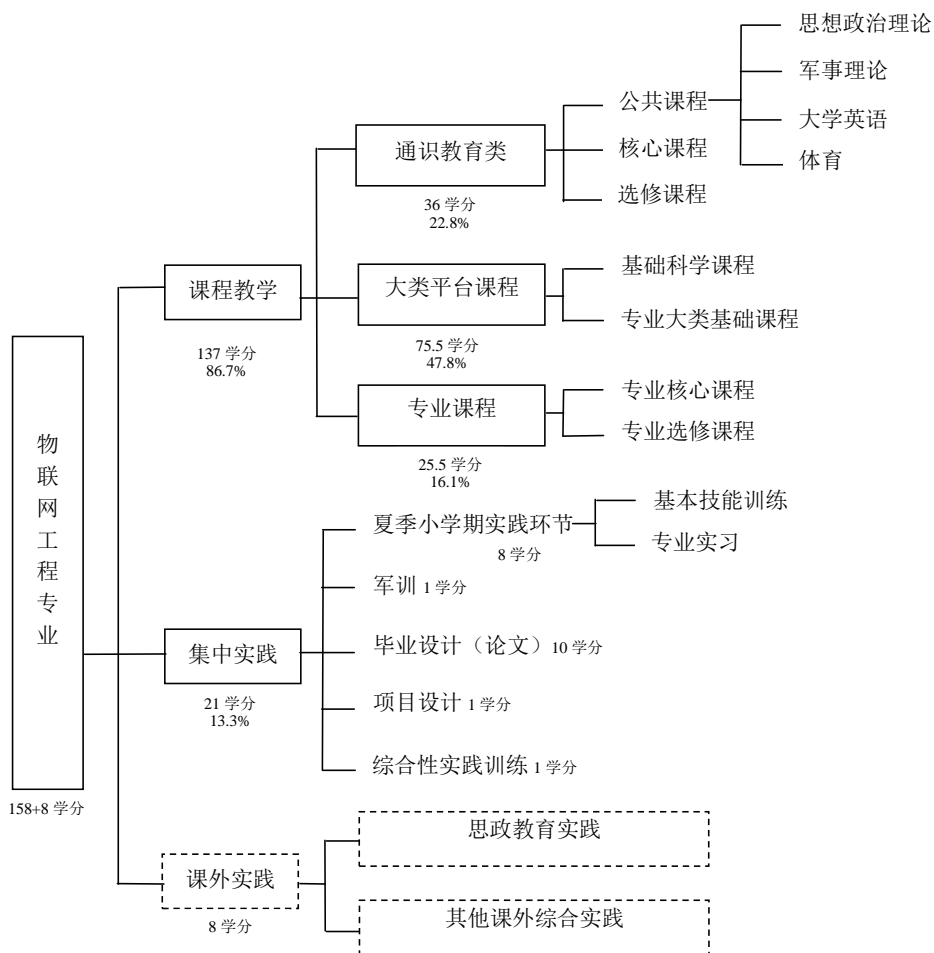 思想政治理论
军事理论
公共课程
大学英语
通识教育类
核心课程
体育
选修课程
36 学分
22.8%
基础科学课程
课程教学
大类平台课程
专业大类基础课程
137 学分
86.7%
75.5 学分
47.8%
专业核心课程
专业课程
专业选修课程
物联网工程专业
25.5 学分
16.1%
基本技能训练
夏季小学期实践环节
8 学分
专业实习
军训 1 学分
集中实践
毕业设计（论文）10 学分
21 学分
13.3%
项目设计 1 学分
综合性实践训练 1 学分
158+8 学分
思政教育实践
课外实践
8 学分
其他课外综合实践